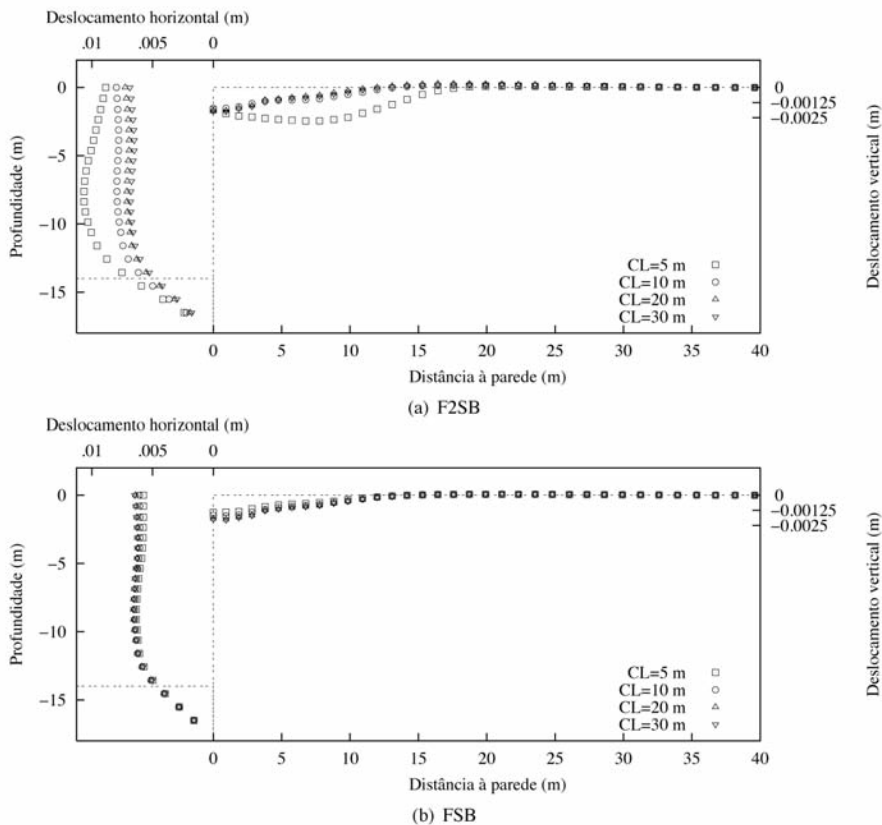 Deslocamento horizontal (m)
.01 .005 0
0
−5
−10
−15
Profundidade (m)
0
−0.00125
−0.0025
Deslocamento vertical (m)
CL=5 m
CL=10 m
CL=20 m
CL=30 m
0 5 10 15 20 25 30 35 40
Distância à parede (m)
(a) F2SB
Deslocamento horizontal (m)
.01 .005 0
0
−5
−10
−15
Profundidade (m)
0
−0.00125
−0.0025
Deslocamento vertical (m)
CL=5 m
CL=10 m
CL=20 m
CL=30 m
0 5 10 15 20 25 30 35 40
Distância à parede (m)
(b) FSB